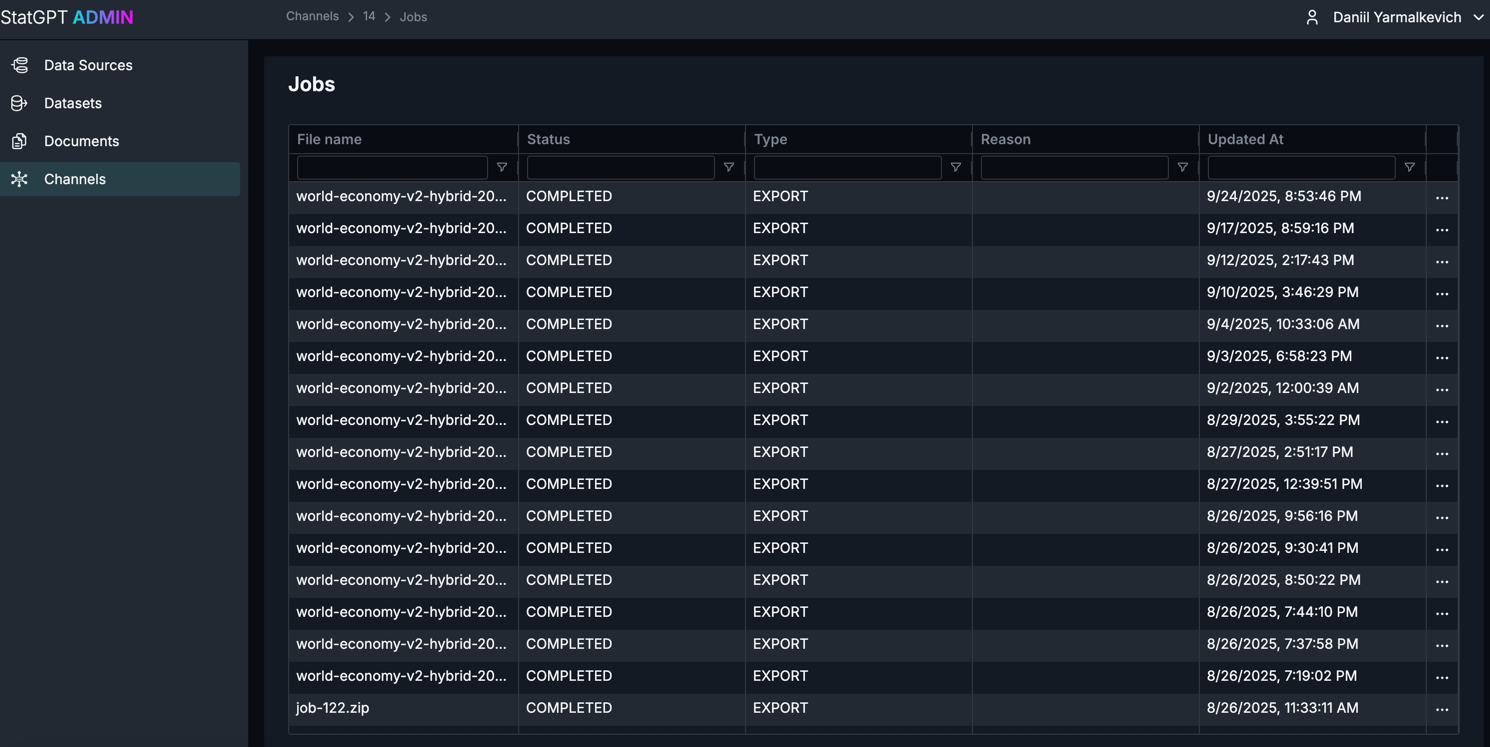 StatGPT ADMIN
Channels > 14 > Jobs
Daniil Yarmalkevich
Data Sources
Datasets
Documents
Channels
Jobs
File name Status Type Reason Updated At
world-economy-v2-hybrid-20... COMPLETED EXPORT 9/24/2025, 8:53:46 PM ...
world-economy-v2-hybrid-20... COMPLETED EXPORT 9/17/2025, 8:59:16 PM ...
world-economy-v2-hybrid-20... COMPLETED EXPORT 9/12/2025, 2:17:43 PM ...
world-economy-v2-hybrid-20... COMPLETED EXPORT 9/10/2025, 3:46:29 PM ...
world-economy-v2-hybrid-20... COMPLETED EXPORT 9/4/2025, 10:33:06 AM ...
world-economy-v2-hybrid-20... COMPLETED EXPORT 9/3/2025, 6:58:23 PM ...
world-economy-v2-hybrid-20... COMPLETED EXPORT 9/2/2025, 12:00:39 AM ...
world-economy-v2-hybrid-20... COMPLETED EXPORT 8/29/2025, 3:55:22 PM ...
world-economy-v2-hybrid-20... COMPLETED EXPORT 8/27/2025, 2:51:17 PM ...
world-economy-v2-hybrid-20... COMPLETED EXPORT 8/27/2025, 12:39:51 PM ...
world-economy-v2-hybrid-20... COMPLETED EXPORT 8/26/2025, 9:56:16 PM ...
world-economy-v2-hybrid-20... COMPLETED EXPORT 8/26/2025, 9:30:41 PM ...
world-economy-v2-hybrid-20... COMPLETED EXPORT 8/26/2025, 8:50:22 PM ...
world-economy-v2-hybrid-20... COMPLETED EXPORT 8/26/2025, 7:44:10 PM ...
world-economy-v2-hybrid-20... COMPLETED EXPORT 8/26/2025, 7:37:58 PM ...
world-economy-v2-hybrid-20... COMPLETED EXPORT 8/26/2025, 7:19:02 PM ...
job-122.zip COMPLETED EXPORT 8/26/2025, 11:33:11 AM ...